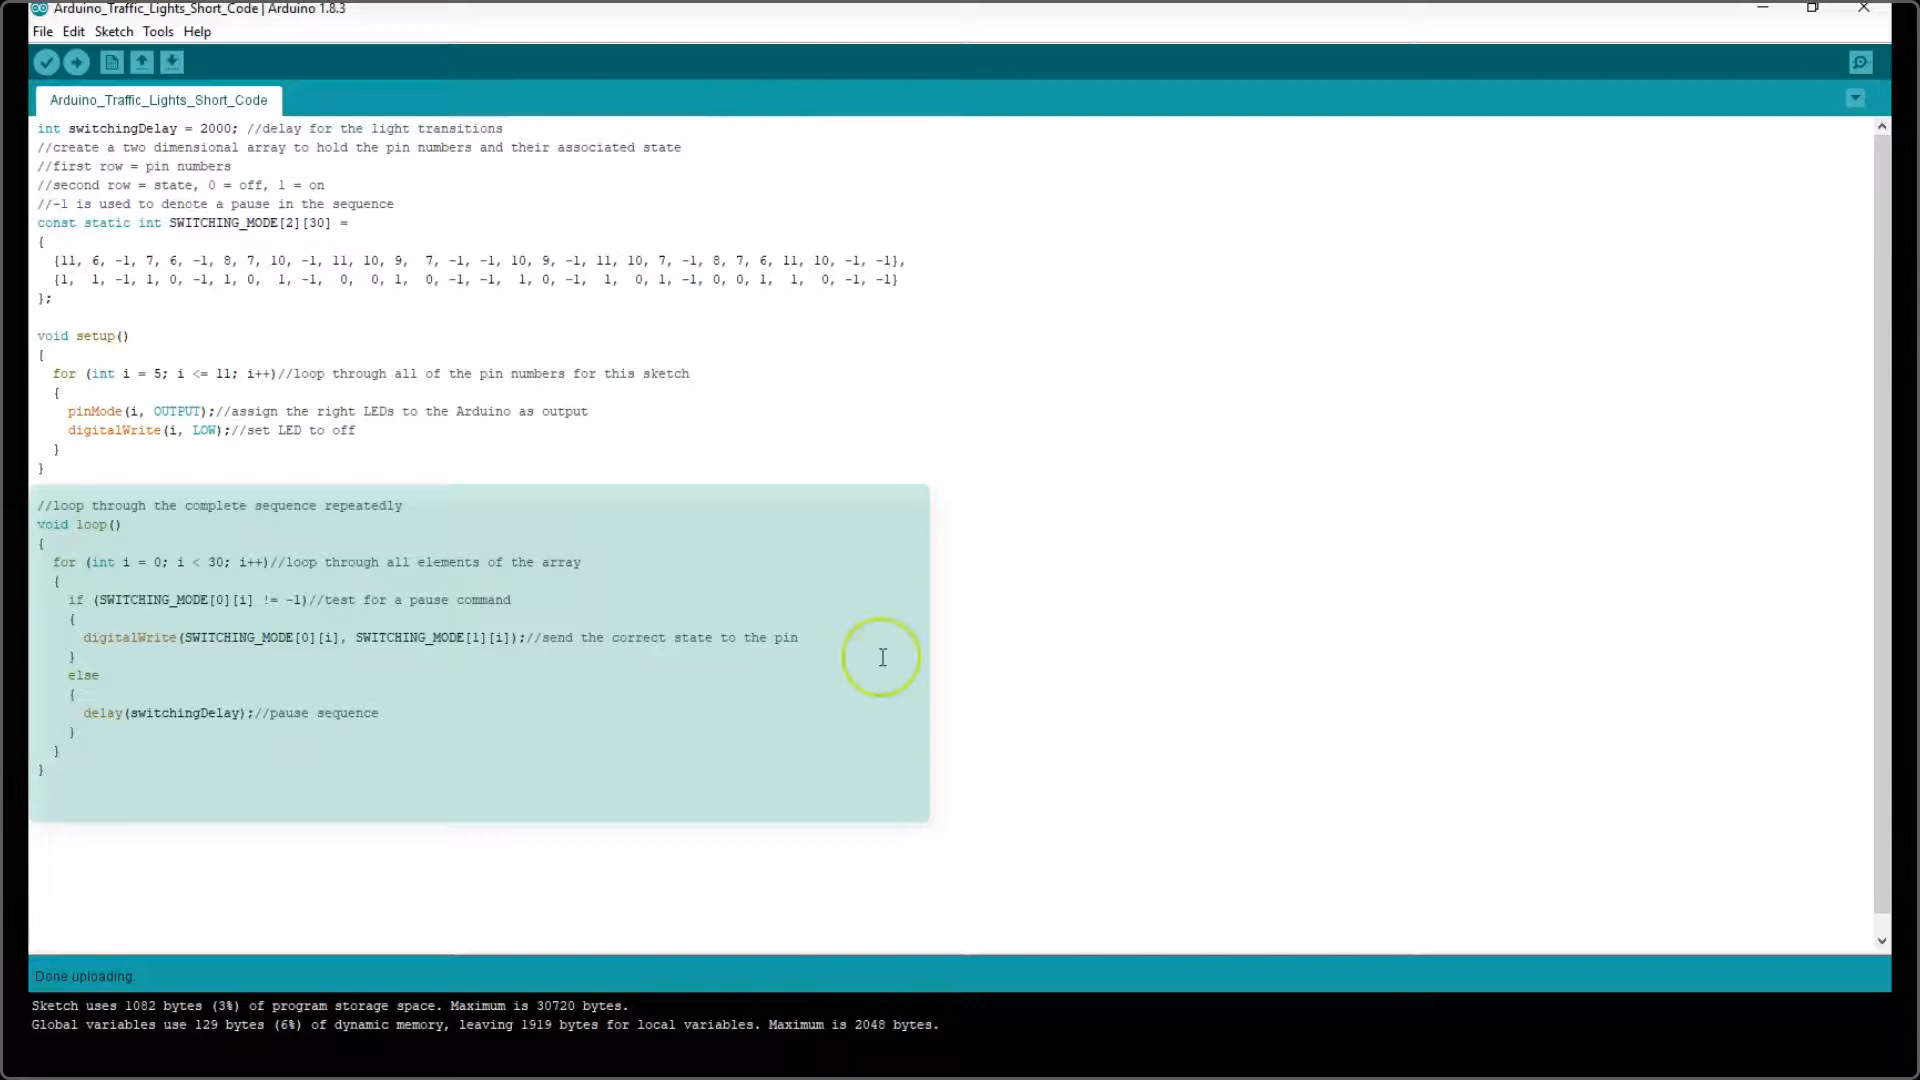 Arduino_Traffic_Lights_Short_Code | Arduino 1.8.3
File Edit Sketch Tools Help
Arduino_Traffic_Lights_Short_Code
int switchingDelay = 2000; //delay for the light transitions
//create a two dimensional array to hold the pin numbers and their associated state
//first row = pin numbers
//second row = state, 0 = off, 1 = on
//-1 is used to denote a pause in the sequence
const static int SWITCHING_MODE[2][30] =
{
{11, 6, -1, 7, 6, -1, 8, 7, 10, -1, 11, 10, 9, 7, -1, -1, 10, 9, -1, 11, 10, 7, -1, 8, 7, 6, 11, 10, -1, -1},
{1, 1, -1, 1, 0, -1, 1, 0, 1, -1, 0, 0, 1, 0, -1, -1, 1, 0, -1, 1, 0, 1, -1, 0, 0, 1, 1, 0, -1, -1}
};
void setup()
{
for (int i = 5; i <= 11; i++)//loop through all of the pin numbers for this sketch
{
pinMode(i, OUTPUT);//assign the right LEDs to the Arduino as output
digitalWrite(i, LOW);//set LED to off
}
}
//loop through the complete sequence repeatedly
void loop()
{
for (int i = 0; i < 30; i++)//loop through all elements of the array
{
if (SWITCHING_MODE[0][i] != -1)//test for a pause command
{
digitalWrite(SWITCHING_MODE[0][i], SWITCHING_MODE[1][i]);//send the correct state to the pin
}
else
{
delay(switchingDelay);//pause sequence
}
}
}
Done uploading.
Sketch uses 1082 bytes (3%) of program storage space. Maximum is 30720 bytes.
Global variables use 129 bytes (6%) of dynamic memory, leaving 1919 bytes for local variables. Maximum is 2048 bytes.